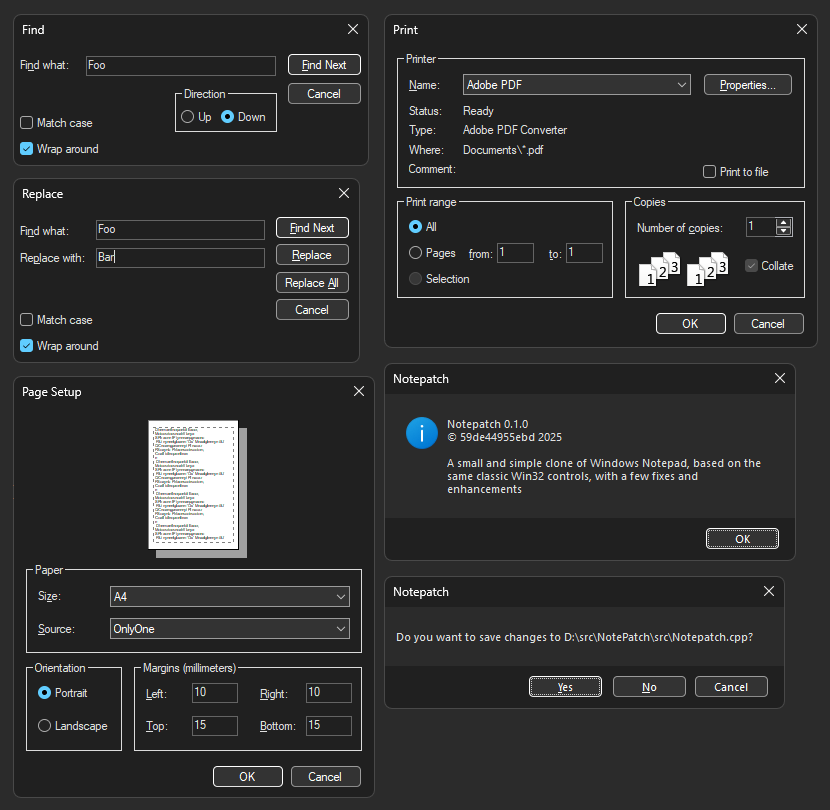 Find
Find what: Foo Find Next
Direction Cancel
Up Down
Match case
Wrap around
Replace
Find what: Foo Find Next
Replace with: Bar Replace
Replace All
Match case Cancel
Wrap around
Page Setup
Paper
Size: A4
Source: OnlyOne
Orientation
Portrait
Landscape
Margins (millimeters)
Left: 10 Right: 10
Top: 15 Bottom: 15
OK Cancel
Print
Printer
Name: Adobe PDF Properties...
Status: Ready
Type: Adobe PDF Converter
Where: Documents\*.pdf
Comment: Print to file
Print range
All
Pages from: 1 to: 1
Selection
Copies
Number of copies: 1
1 2 3 1 2 3 Collate
OK Cancel
Notepatch
Notepatch 0.1.0
© 59de44955ebd 2025
A small and simple clone of Windows Notepad, based on the
same classic Win32 controls, with a few fixes and
enhancements
OK
Notepatch
Do you want to save changes to D:\src\NotePatch\src\Notepatch.cpp?
Yes No Cancel